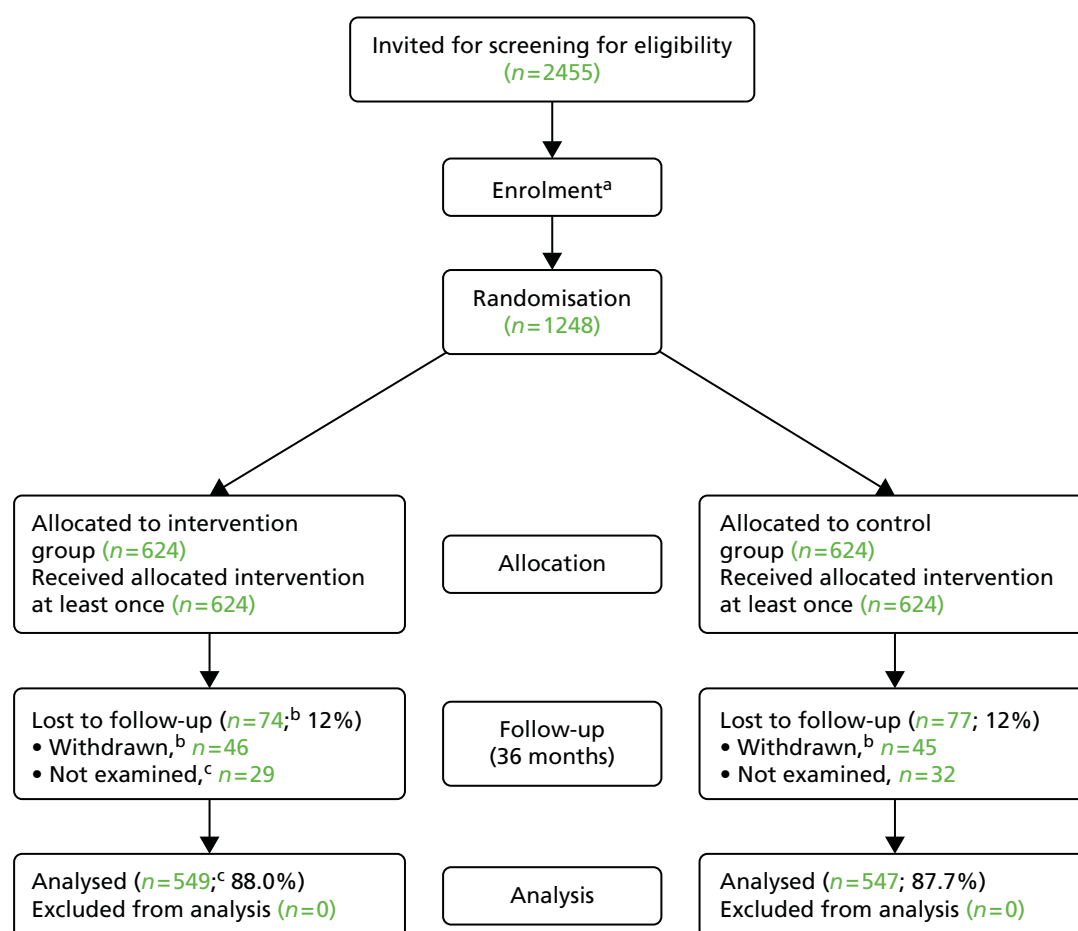 Invited for screening for eligibility
(n=2455)
Enrolmentᵃ
Randomisation
(n=1248)
Allocated to intervention
group (n=624)
Received allocated intervention
at least once (n=624)
Allocation
Allocated to control
group (n=624)
Received allocated intervention
at least once (n=624)
Lost to follow-up (n=74;ᵇ 12%)
• Withdrawn,ᵇ n=46
• Not examined,ᶜ n=29
Follow-up
(36 months)
Lost to follow-up (n=77; 12%)
• Withdrawn,ᵇ n=45
• Not examined, n=32
Analysed (n=549;ᶜ 88.0%)
Excluded from analysis (n=0)
Analysis
Analysed (n=547; 87.7%)
Excluded from analysis (n=0)